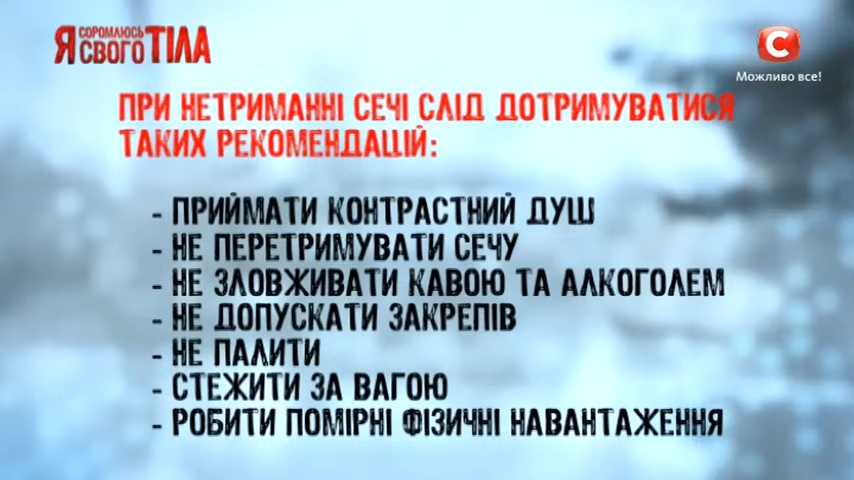 Я СОРОМЛЮСЬ СВОГО ТІЛА
С
Можливо все!
ПРИ НЕТРИМАННІ СЕЧІ СЛІД ДОТРИМУВАТИСЯ
ТАКИХ РЕКОМЕНДАЦІЙ:
- ПРИЙМАТИ КОНТРАСТНИЙ ДУШ
- НЕ ПЕРЕТРИМУВАТИ СЕЧУ
- НЕ ЗЛОВЖИВАТИ КАВОЮ ТА АЛКОГОЛЕМ
- НЕ ДОПУСКАТИ ЗАКРЕПІВ
- НЕ ПАЛИТИ
- СТЕЖИТИ ЗА ВАГОЮ
- РОБИТИ ПОМІРНІ ФІЗИЧНІ НАВАНТАЖЕННЯ